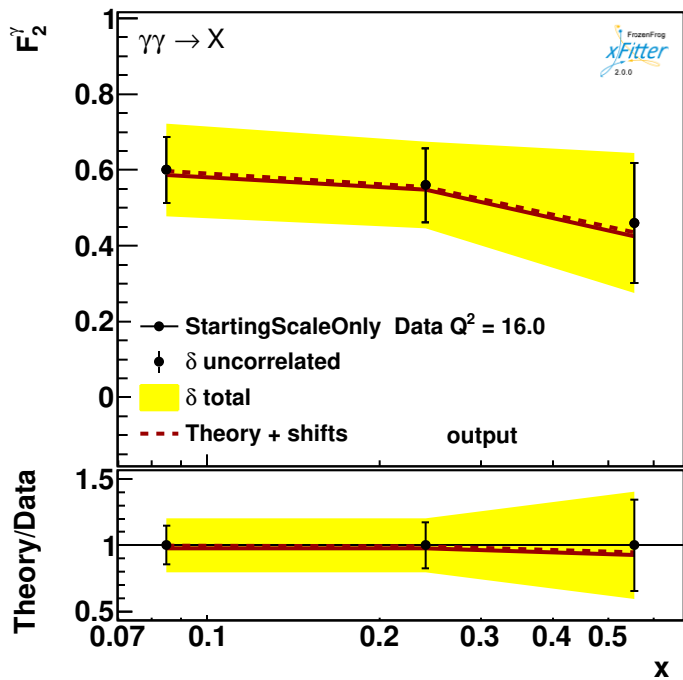 1
F₂^γ
γγ → X
FrozenFrog
xFitter
2.0.0
0.8
0.6
0.4
0.2
0
StartingScaleOnly Data Q² = 16.0
δ uncorrelated
δ total
Theory + shifts
output
Theory/Data
1.5
1
0.5
0.07 0.1 0.2 0.3 0.4 0.5
x